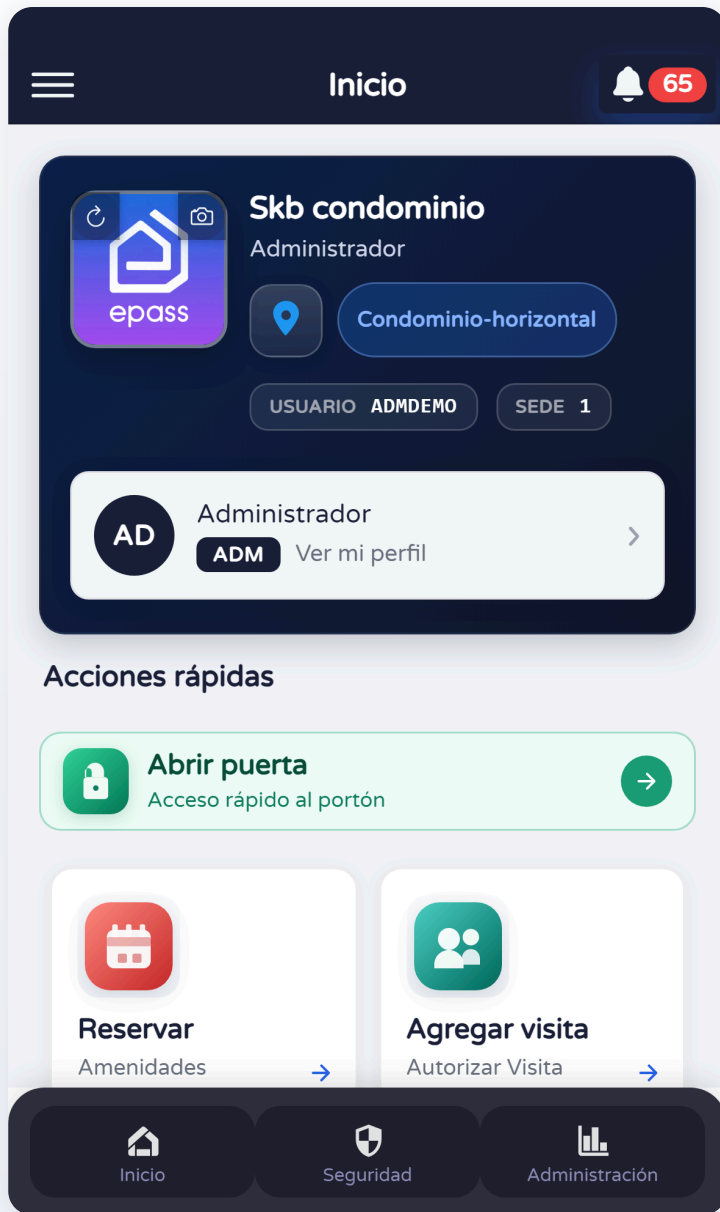 Inicio
65
epass
Skb condominio
Administrador
Condominio-horizontal
USUARIO ADMDEMO
SEDE 1
AD
Administrador
ADM Ver mi perfil
Acciones rápidas
Abrir puerta
Acceso rápido al portón
Reservar
Amenidades
Agregar visita
Autorizar Visita
Inicio
Seguridad
Administración